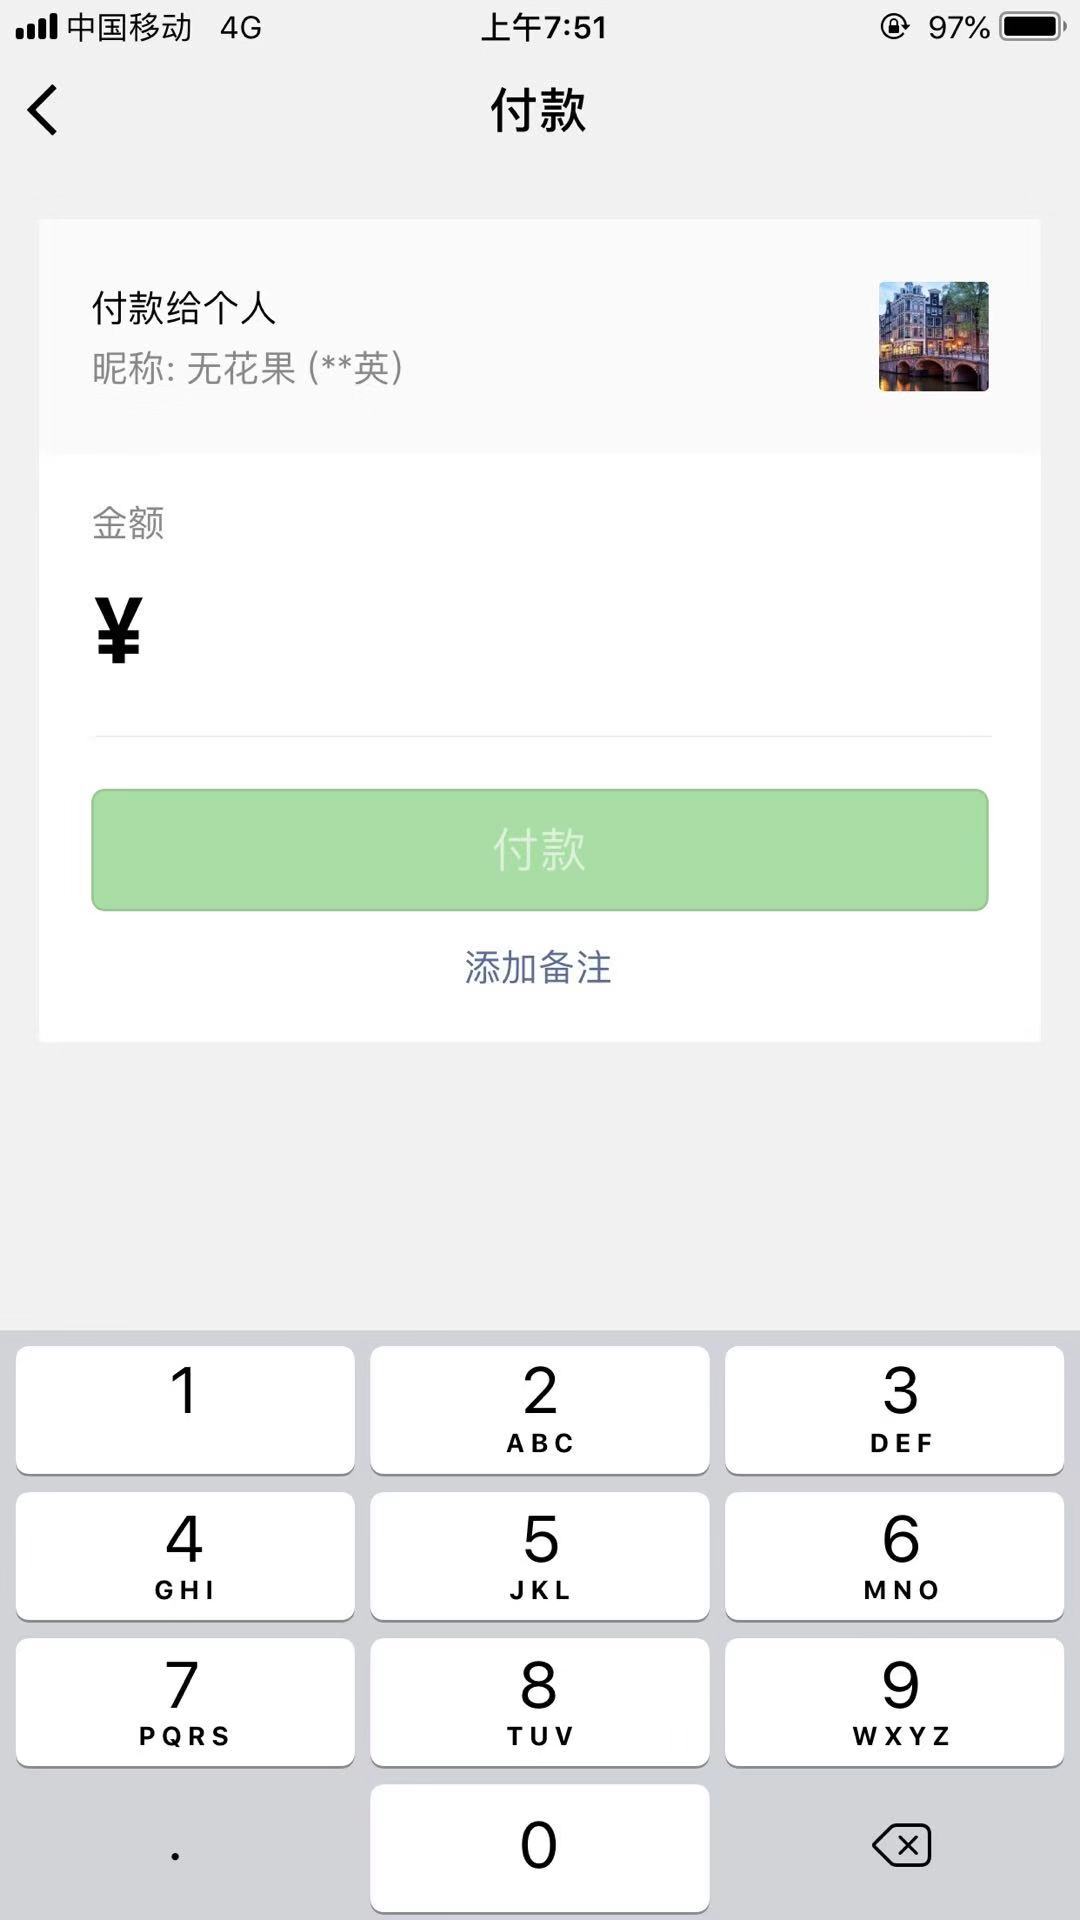 中国移动 4G 上午7:51 97%
付款
付款给个人
昵称: 无花果 (**英)
金额
¥
付款
添加备注
1 2 3
ABC DEF
4 5 6
GHI JKL MNO
7 8 9
PQRS TUV WXYZ
. 0